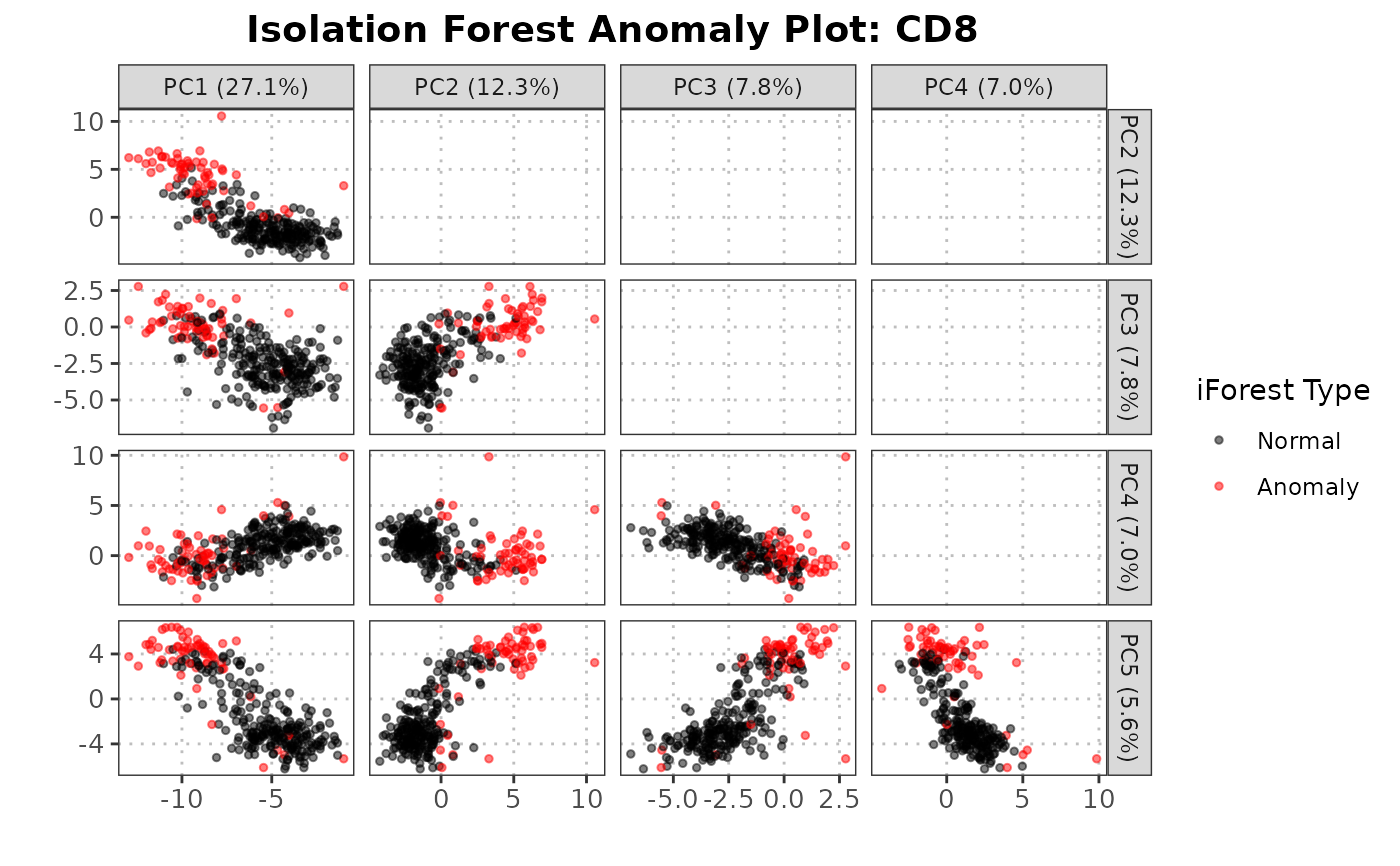 Isolation Forest Anomaly Plot: CD8
PC1 (27.1%) PC2 (12.3%) PC3 (7.8%) PC4 (7.0%)
10
5
0
PC2 (12.3%)
2.5
0.0
-2.5
-5.0
PC3 (7.8%)
10
5
0
PC4 (7.0%)
4
0
-4
PC5 (5.6%)
-10 -5 0 5 10 -5.0 -2.5 0.0 2.5 0 5 10
iForest Type
Normal
Anomaly